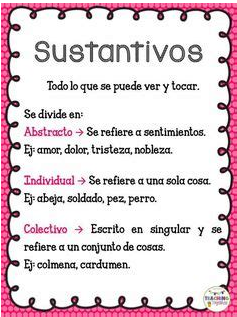 Sustantivos
Todo lo que se puede ver y tocar.
Se divide en:
Abstracto → Se refiere a sentimientos.
Ej: amor, dolor, tristeza, nobleza.
Individual → Se refiere a una sola cosa.
Ej: abeja, soldado, pez, perro.
Colectivo → Escrito en singular y se
refiere a un conjunto de cosas.
Ej: colmena, cardumen.
TEACHING